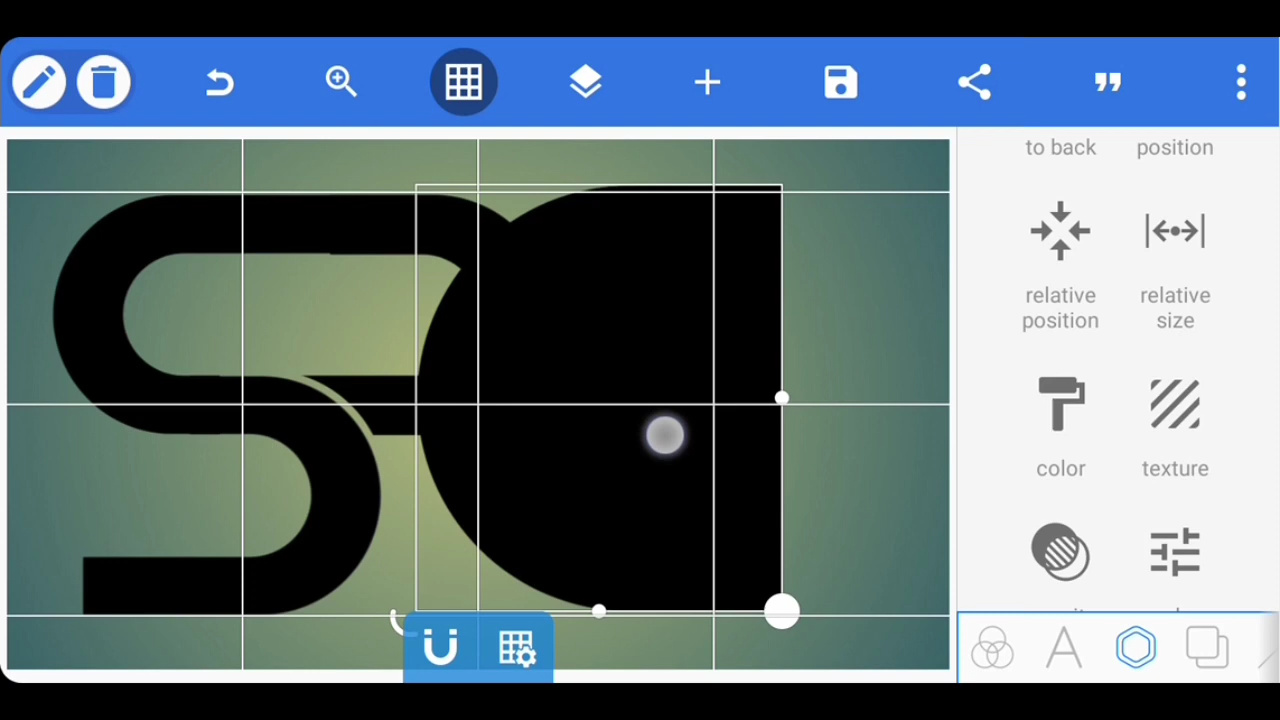 to back
position
relative
position
relative
size
color
texture
A